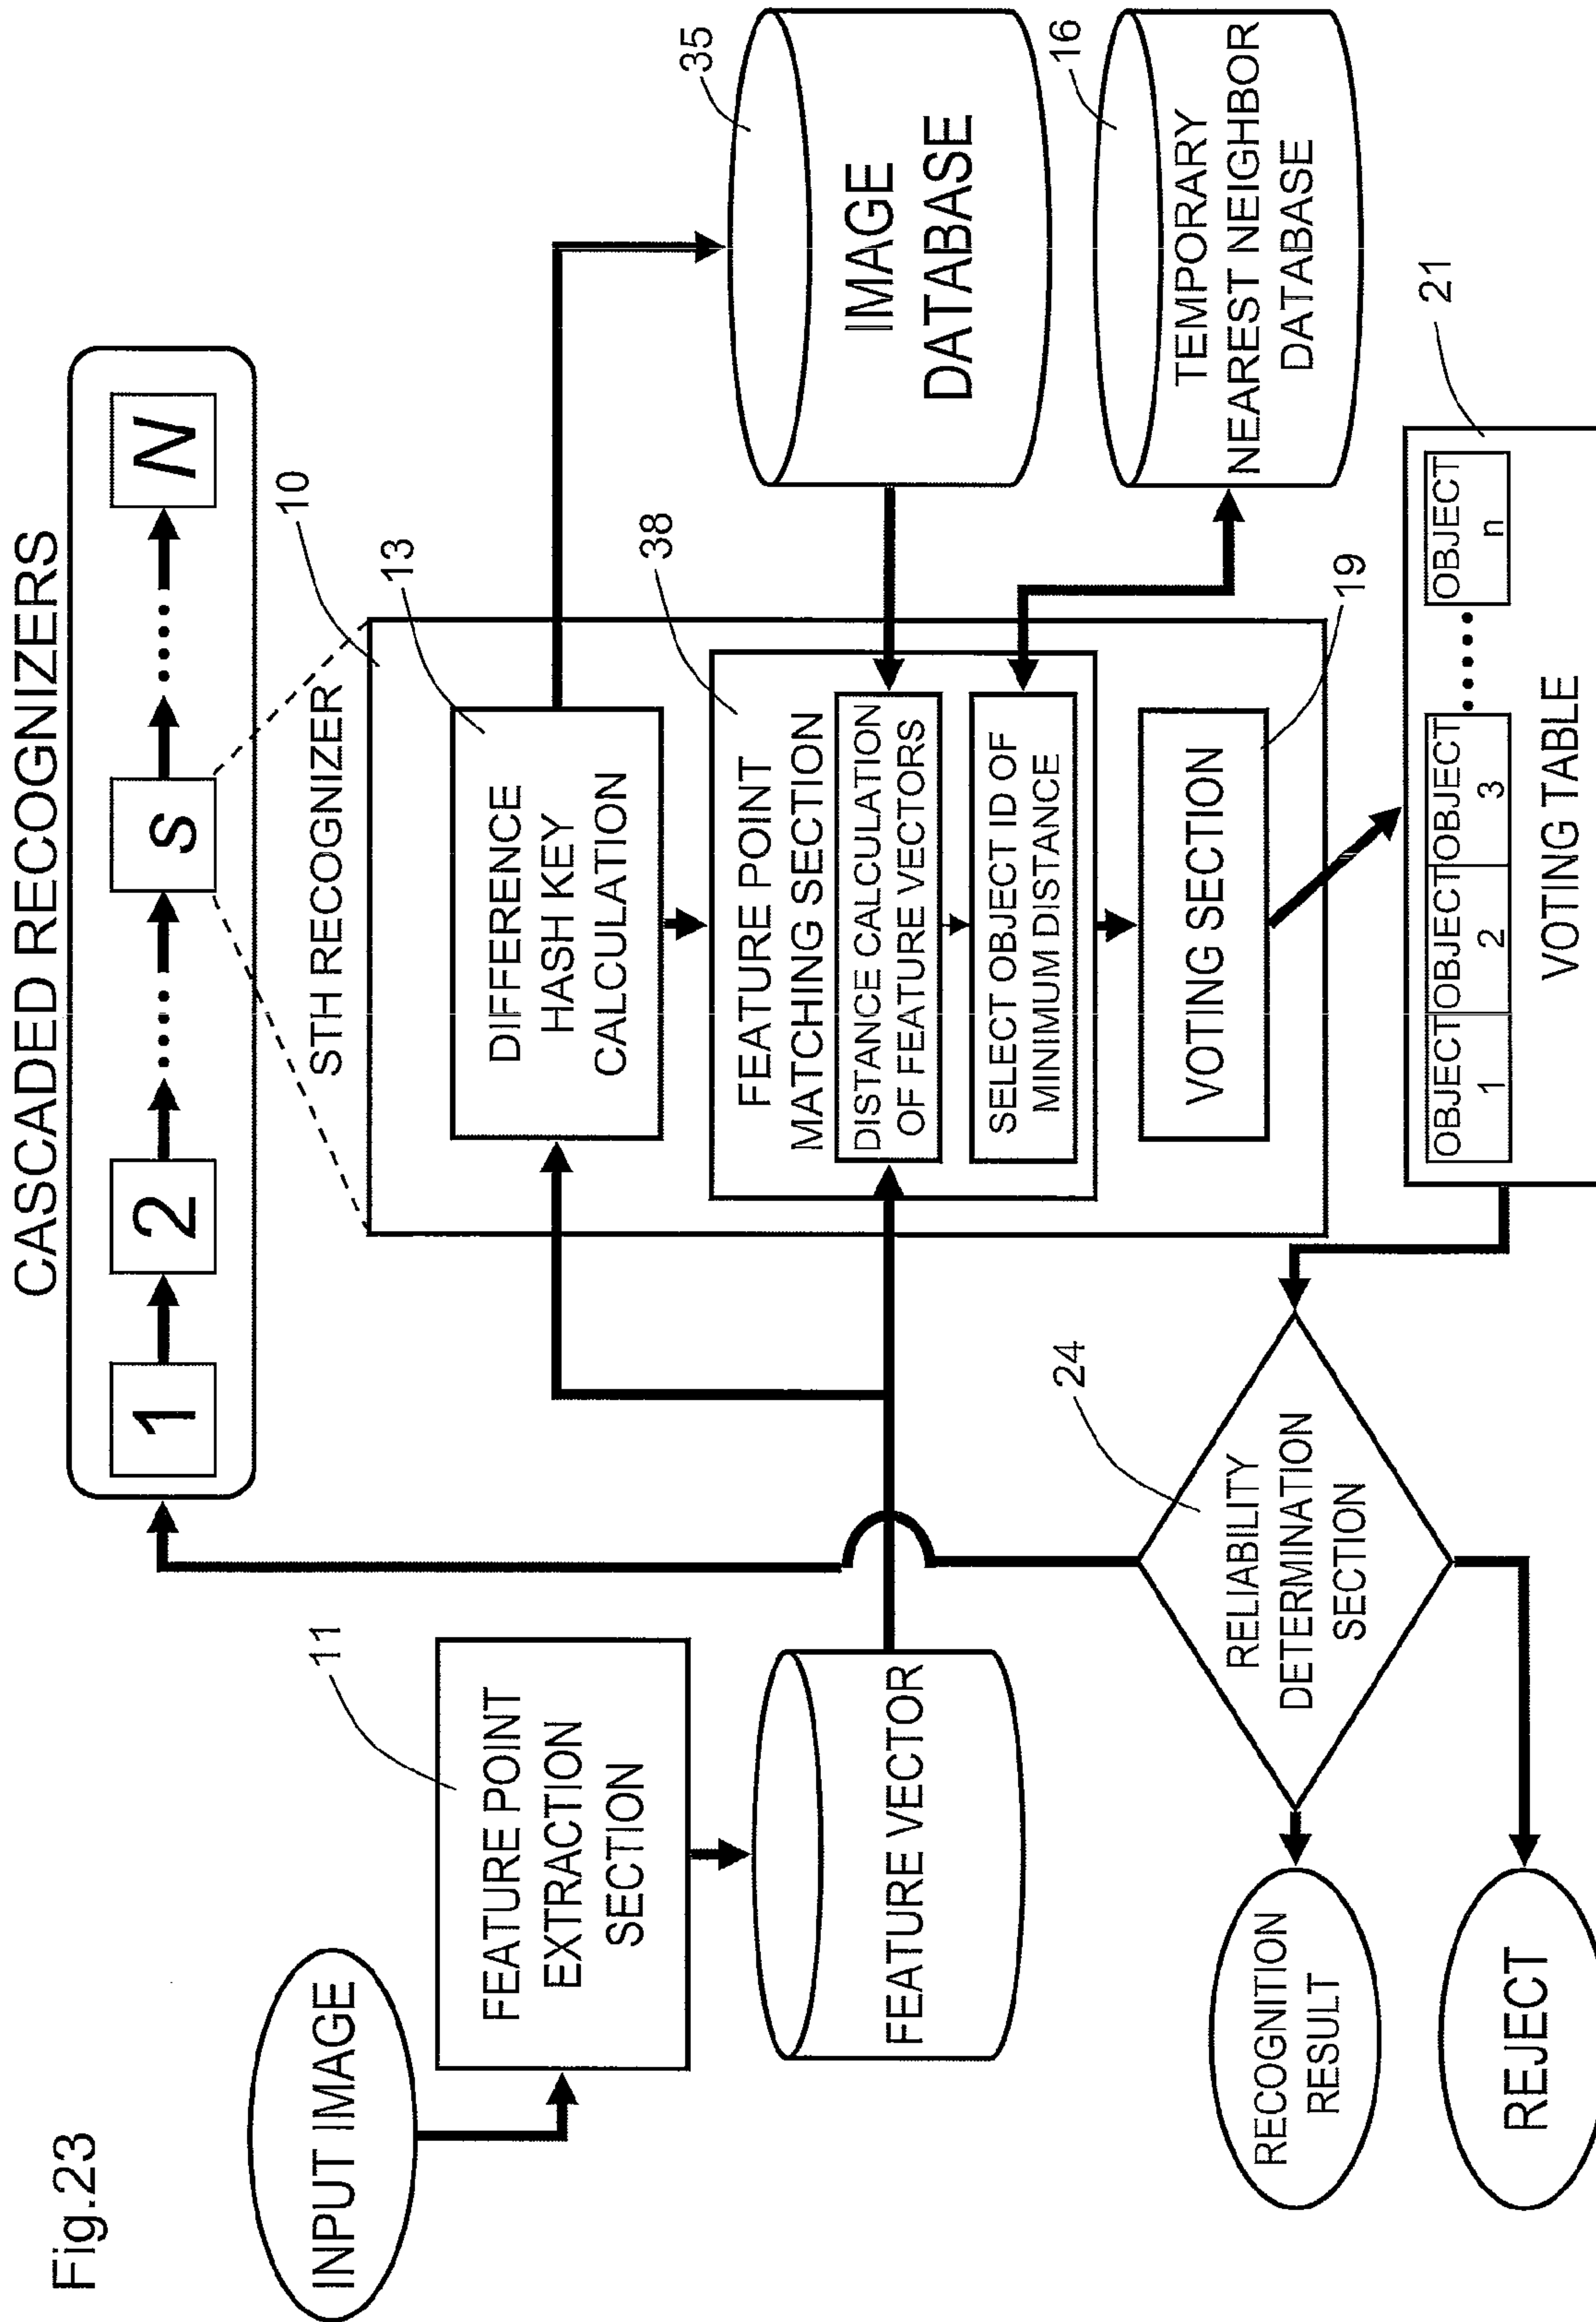 Fig.23
CASCADED RECOGNIZERS
1
2
s
N
INPUT IMAGE
11
FEATURE POINT
EXTRACTION
SECTION
FEATURE VECTOR
STH RECOGNIZER
10
13
DIFFERENCE
HASH KEY
CALCULATION
38
FEATURE POINT
MATCHING SECTION
DISTANCE CALCULATION
OF FEATURE VECTORS
SELECT OBJECT ID OF
MINIMUM DISTANCE
19
VOTING SECTION
35
IMAGE
DATABASE
16
TEMPORARY
NEAREST NEIGHBOR
DATABASE
21
OBJECT
1
OBJECT
2
OBJECT
3
OBJECT
n
VOTING TABLE
24
RELIABILITY
DETERMINATION
SECTION
RECOGNITION
RESULT
REJECT